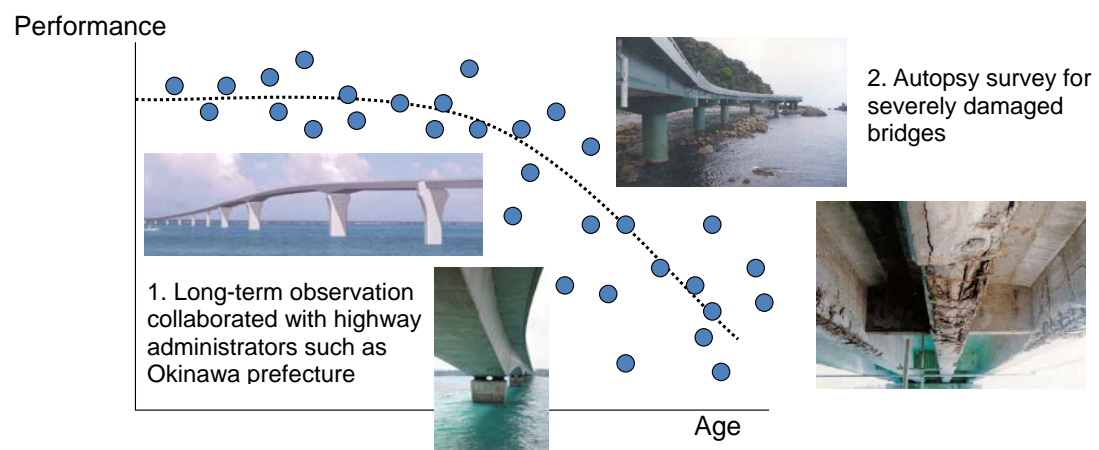 Performance
2. Autopsy survey for
severely damaged
bridges
1. Long-term observation
collaborated with highway
administrators such as
Okinawa prefecture
Age